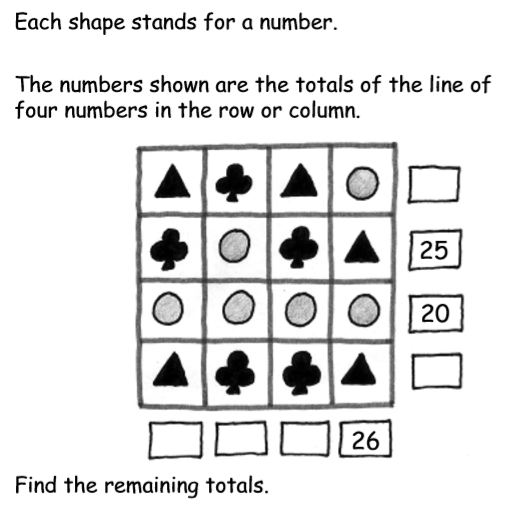 Each shape stands for a number.
The numbers shown are the totals of the line of
four numbers in the row or column.
25
20
26
Find the remaining totals.